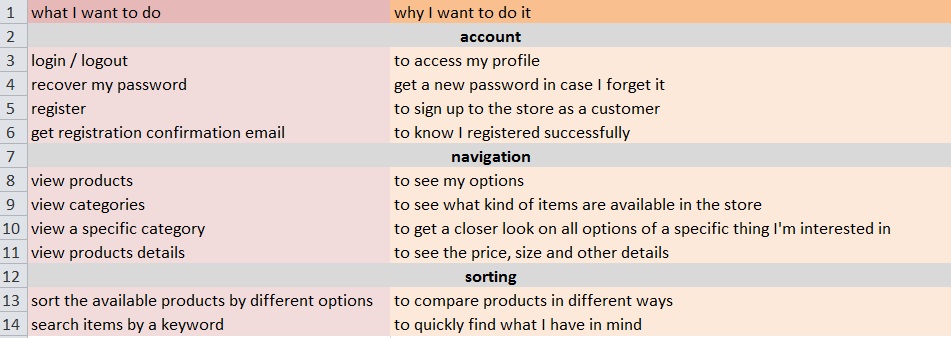 1 what I want to do why I want to do it
2 account
3 login / logout to access my profile
4 recover my password get a new password in case I forget it
5 register to sign up to the store as a customer
6 get registration confirmation email to know I registered successfully
7 navigation
8 view products to see my options
9 view categories to see what kind of items are available in the store
10 view a specific category to get a closer look on all options of a specific thing I'm interested in
11 view products details to see the price, size and other details
12 sorting
13 sort the available products by different options to compare products in different ways
14 search items by a keyword to quickly find what I have in mind